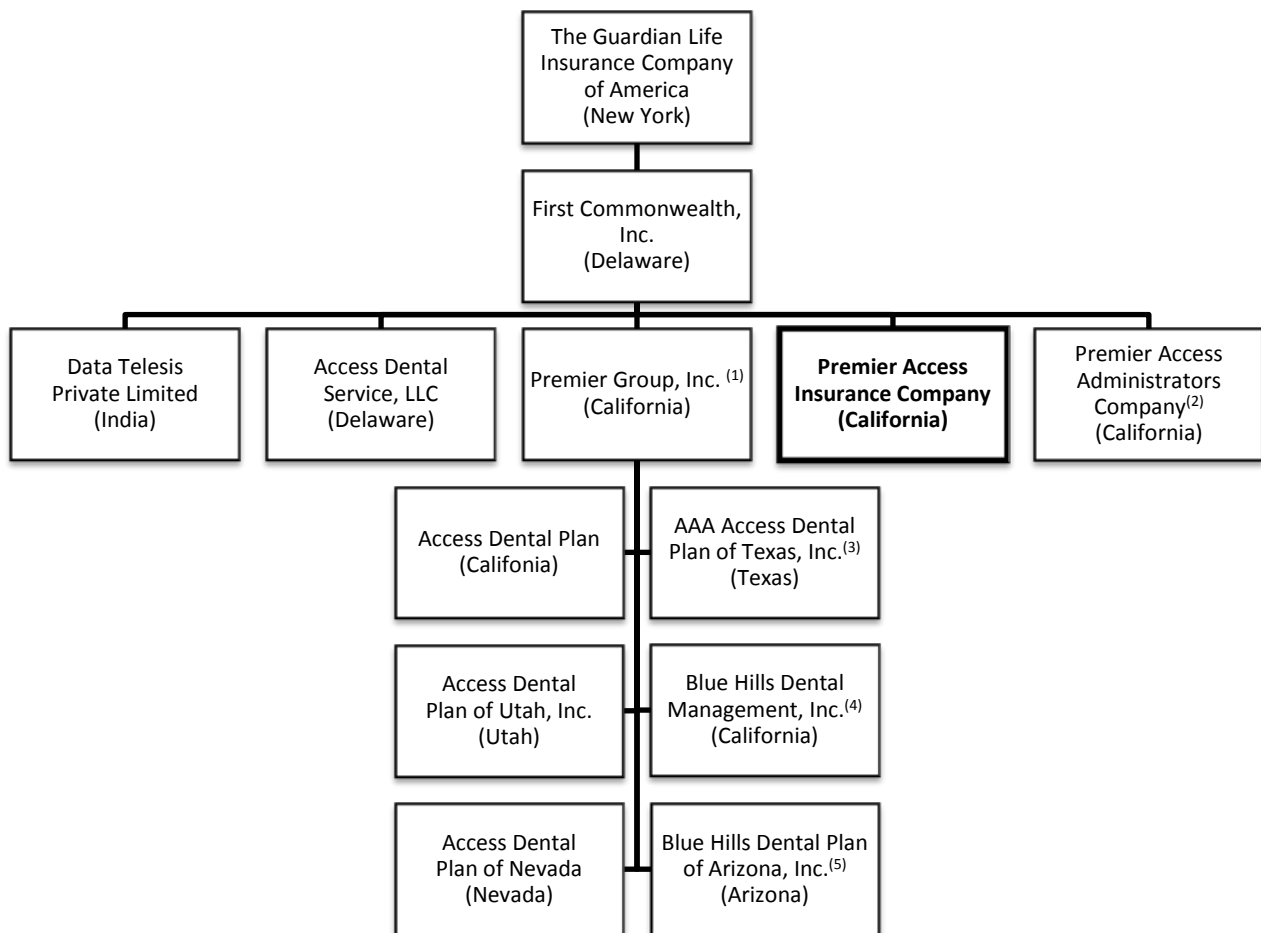 The Guardian Life
Insurance Company
of America
(New York)
First Commonwealth,
Inc.
(Delaware)
Data Telesis
Private Limited
(India)
Access Dental
Service, LLC
(Delaware)
Premier Group, Inc. (1)
(California)
Premier Access
Insurance Company
(California)
Premier Access
Administrators
Company(2)
(California)
Access Dental Plan
(Califonia)
AAA Access Dental
Plan of Texas, Inc.(3)
(Texas)
Access Dental
Plan of Utah, Inc.
(Utah)
Blue Hills Dental
Management, Inc.(4)
(California)
Access Dental
Plan of Nevada
(Nevada)
Blue Hills Dental Plan
of Arizona, Inc.(5)
(Arizona)